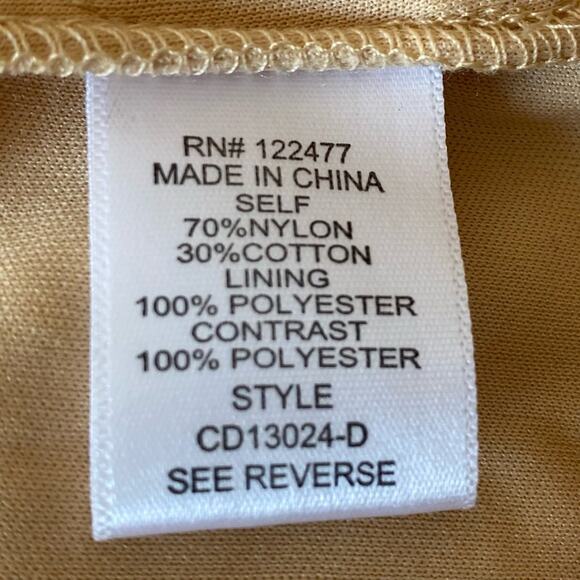 RN# 122477
MADE IN CHINA
SELF
70%NYLON
30%COTTON
LINING
100% POLYESTER
CONTRAST
100% POLYESTER
STYLE
CD13024-D
SEE REVERSE